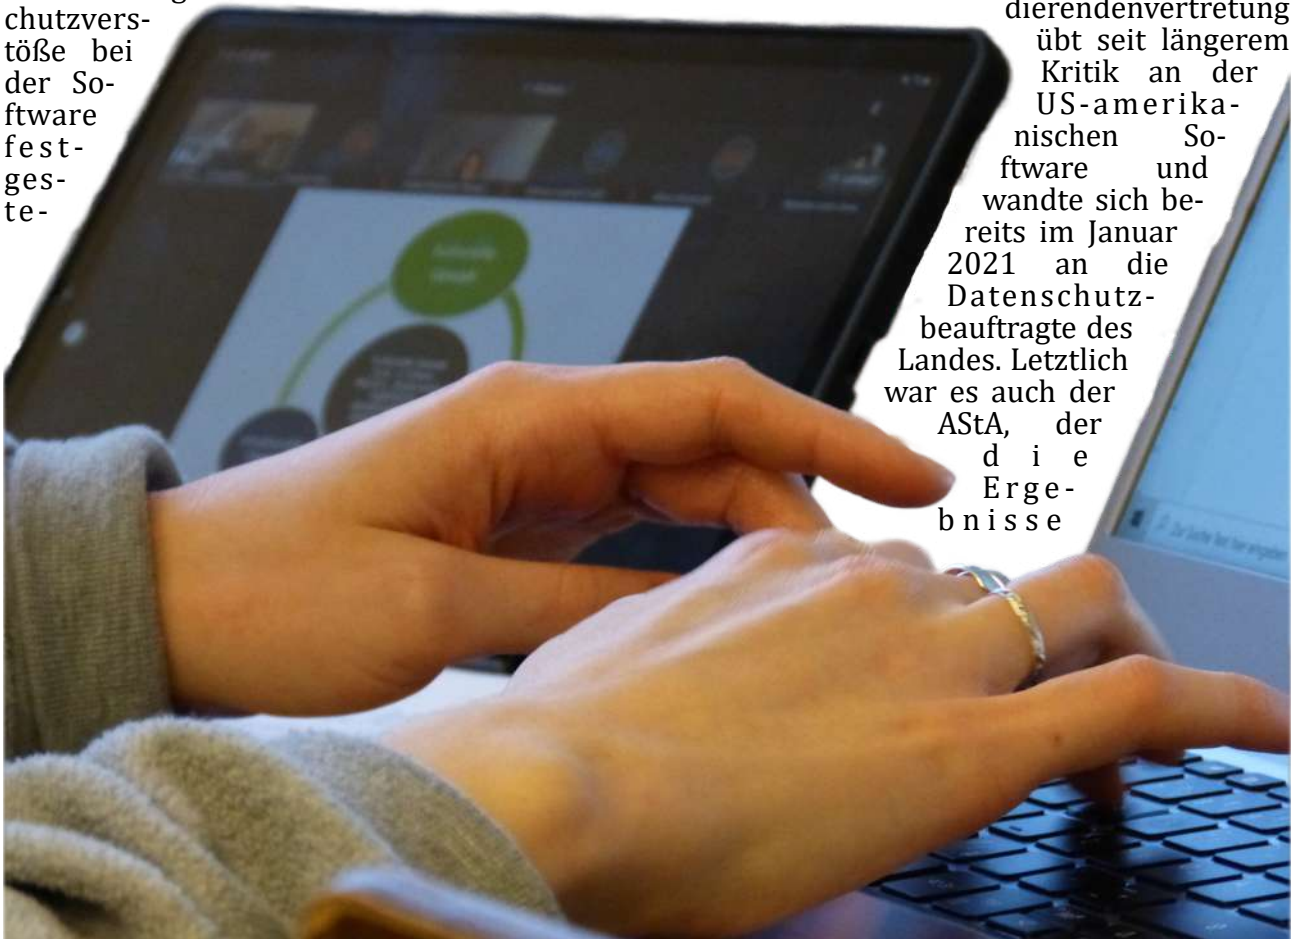 chutzvers-
töße bei
der So-
ftware
fest-
ges-
te-
dierendenvertretung
übt seit längerem
Kritik an der
US-amerika-
nischen So-
ftware und
wandte sich be-
reits im Januar
2021 an die
Datenschutz-
beauftragte des
Landes. Letztlich
war es auch der
AStA, der
die
Erge-
bnisse